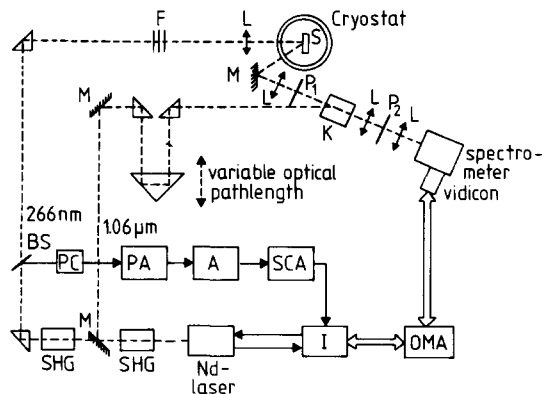 F
L
Cryostat
S
M
L
P1
M
K
L
P2
L
spectro-
meter
vidicon
variable optical
pathlength
266nm
1.06µm
BS
PC
PA
A
SCA
M
SHG
SHG
Nd-
laser
I
OMA